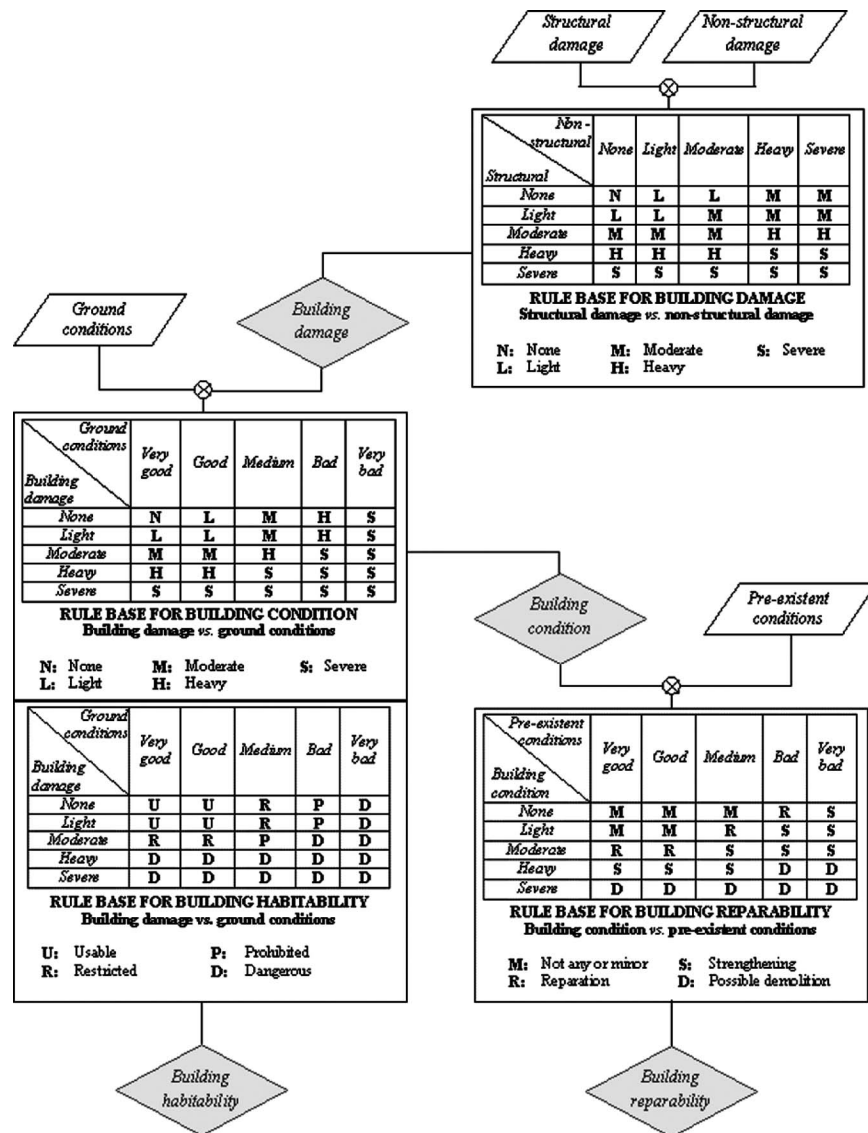 Structural damage
Non-structural damage
Non-structural
Structural
None Light Moderate Heavy Severe
None N L L M M
Light L L M M M
Moderate M M M H H
Heavy H H H S S
Severe S S S S S
RULE BASE FOR BUILDING DAMAGE
Structural damage vs. non-structural damage
N: None M: Moderate S: Severe
L: Light H: Heavy
Ground conditions
Building damage
Ground conditions
Building damage
Very good Good Medium Bad Very bad
None N L M H S
Light L L M H S
Moderate M M H S S
Heavy H H S S S
Severe S S S S S
RULE BASE FOR BUILDING CONDITION
Building damage vs. ground conditions
N: None M: Moderate S: Severe
L: Light H: Heavy
Building condition
Pre-existent conditions
Ground conditions
Building damage
Very good Good Medium Bad Very bad
None U U R P D
Light U U R P D
Moderate R R P D D
Heavy D D D D D
Severe D D D D D
RULE BASE FOR BUILDING HABITABILITY
Building damage vs. ground conditions
U: Usable P: Prohibited
R: Restricted D: Dangerous
Pre-existent conditions
Building condition
Very good Good Medium Bad Very bad
None M M M R S
Light M M R S S
Moderate R R S S S
Heavy S S S D D
Severe D D D D D
RULE BASE FOR BUILDING REPARABILITY
Building condition vs. pre-existent conditions
M: Not any or minor S: Strengthening
R: Reparation D: Possible demolition
Building habitability
Building reparability